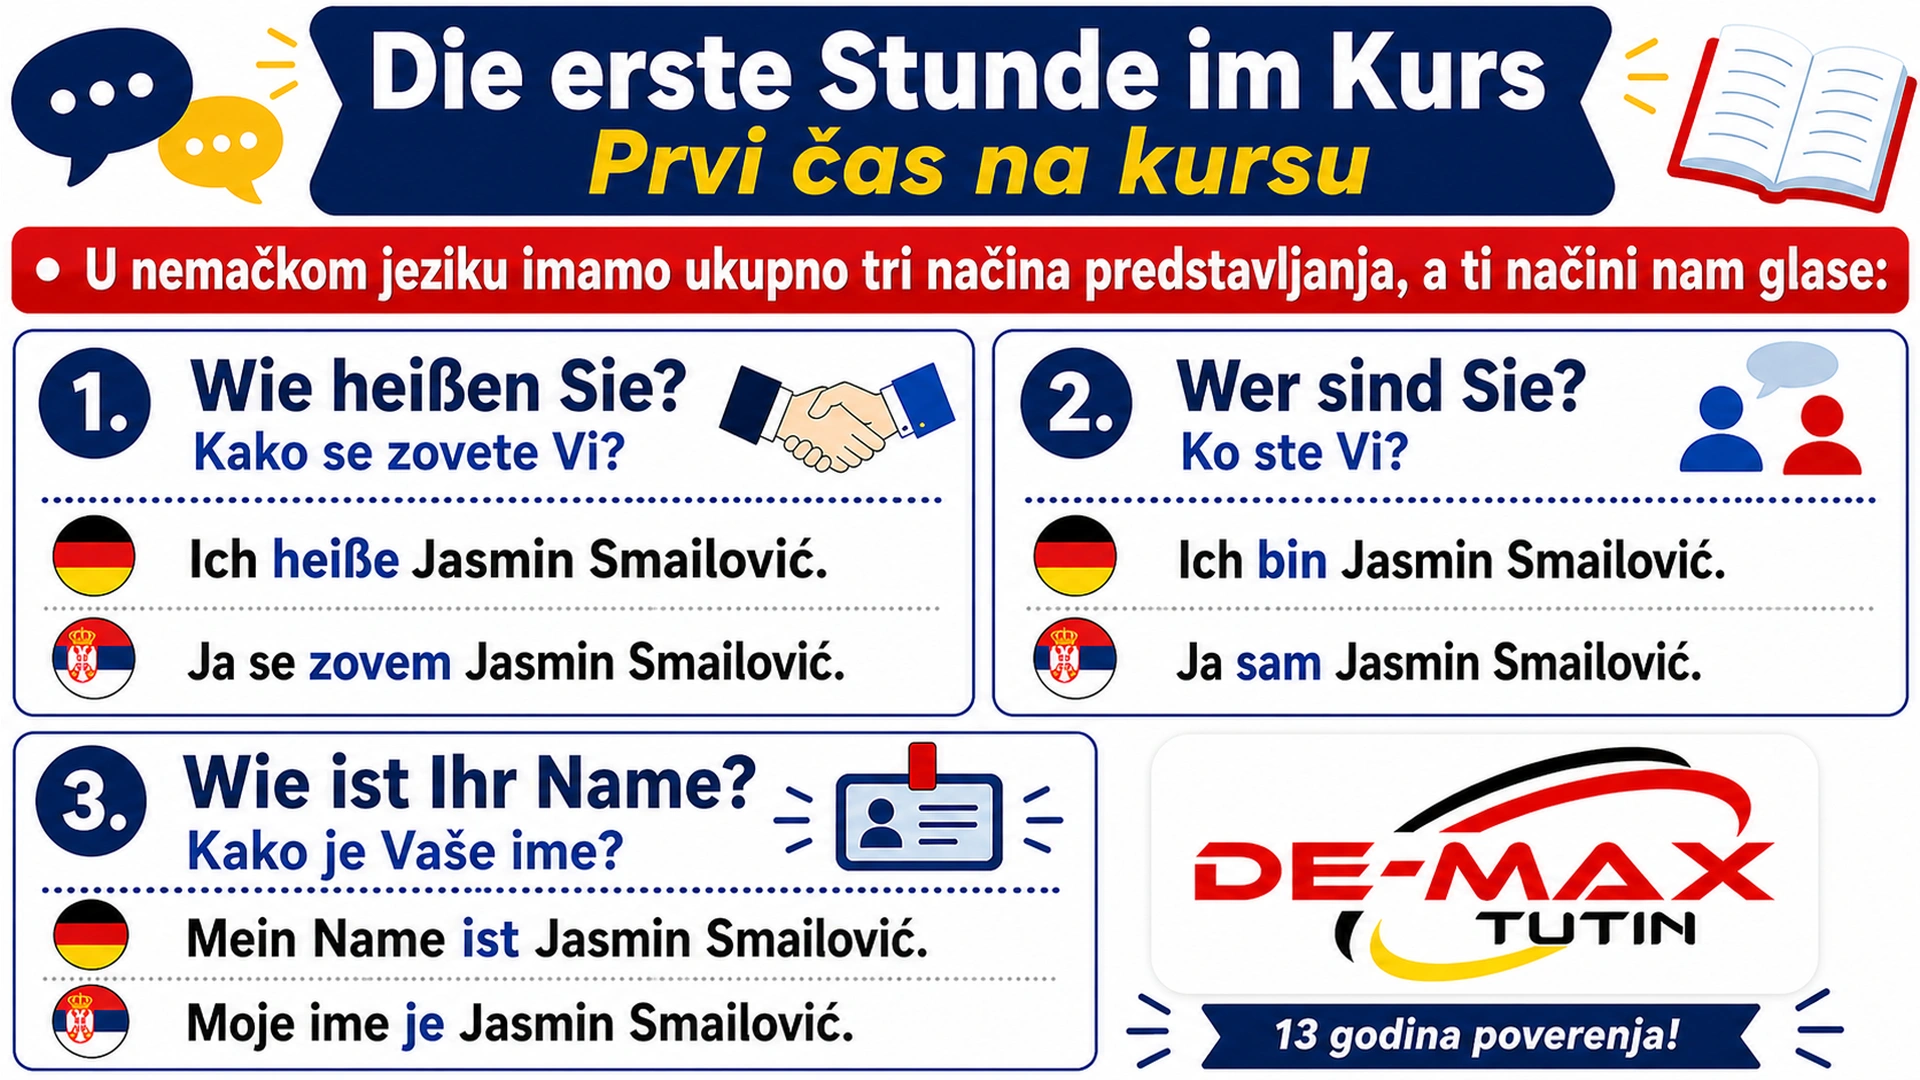 Die erste Stunde im Kurs
Prvi čas na kursu
• U nemačkom jeziku imamo ukupno tri načina predstavljanja, a ti načini nam glase:
1. Wie heißen Sie?
Kako se zovete Vi?
Ich heiße Jasmin Smailović.
Ja se zovem Jasmin Smailović.
2. Wer sind Sie?
Ko ste Vi?
Ich bin Jasmin Smailović.
Ja sam Jasmin Smailović.
3. Wie ist Ihr Name?
Kako je Vaše ime?
Mein Name ist Jasmin Smailović.
Moje ime je Jasmin Smailović.
DE-MAX
TUTIN
13 godina poverenja!